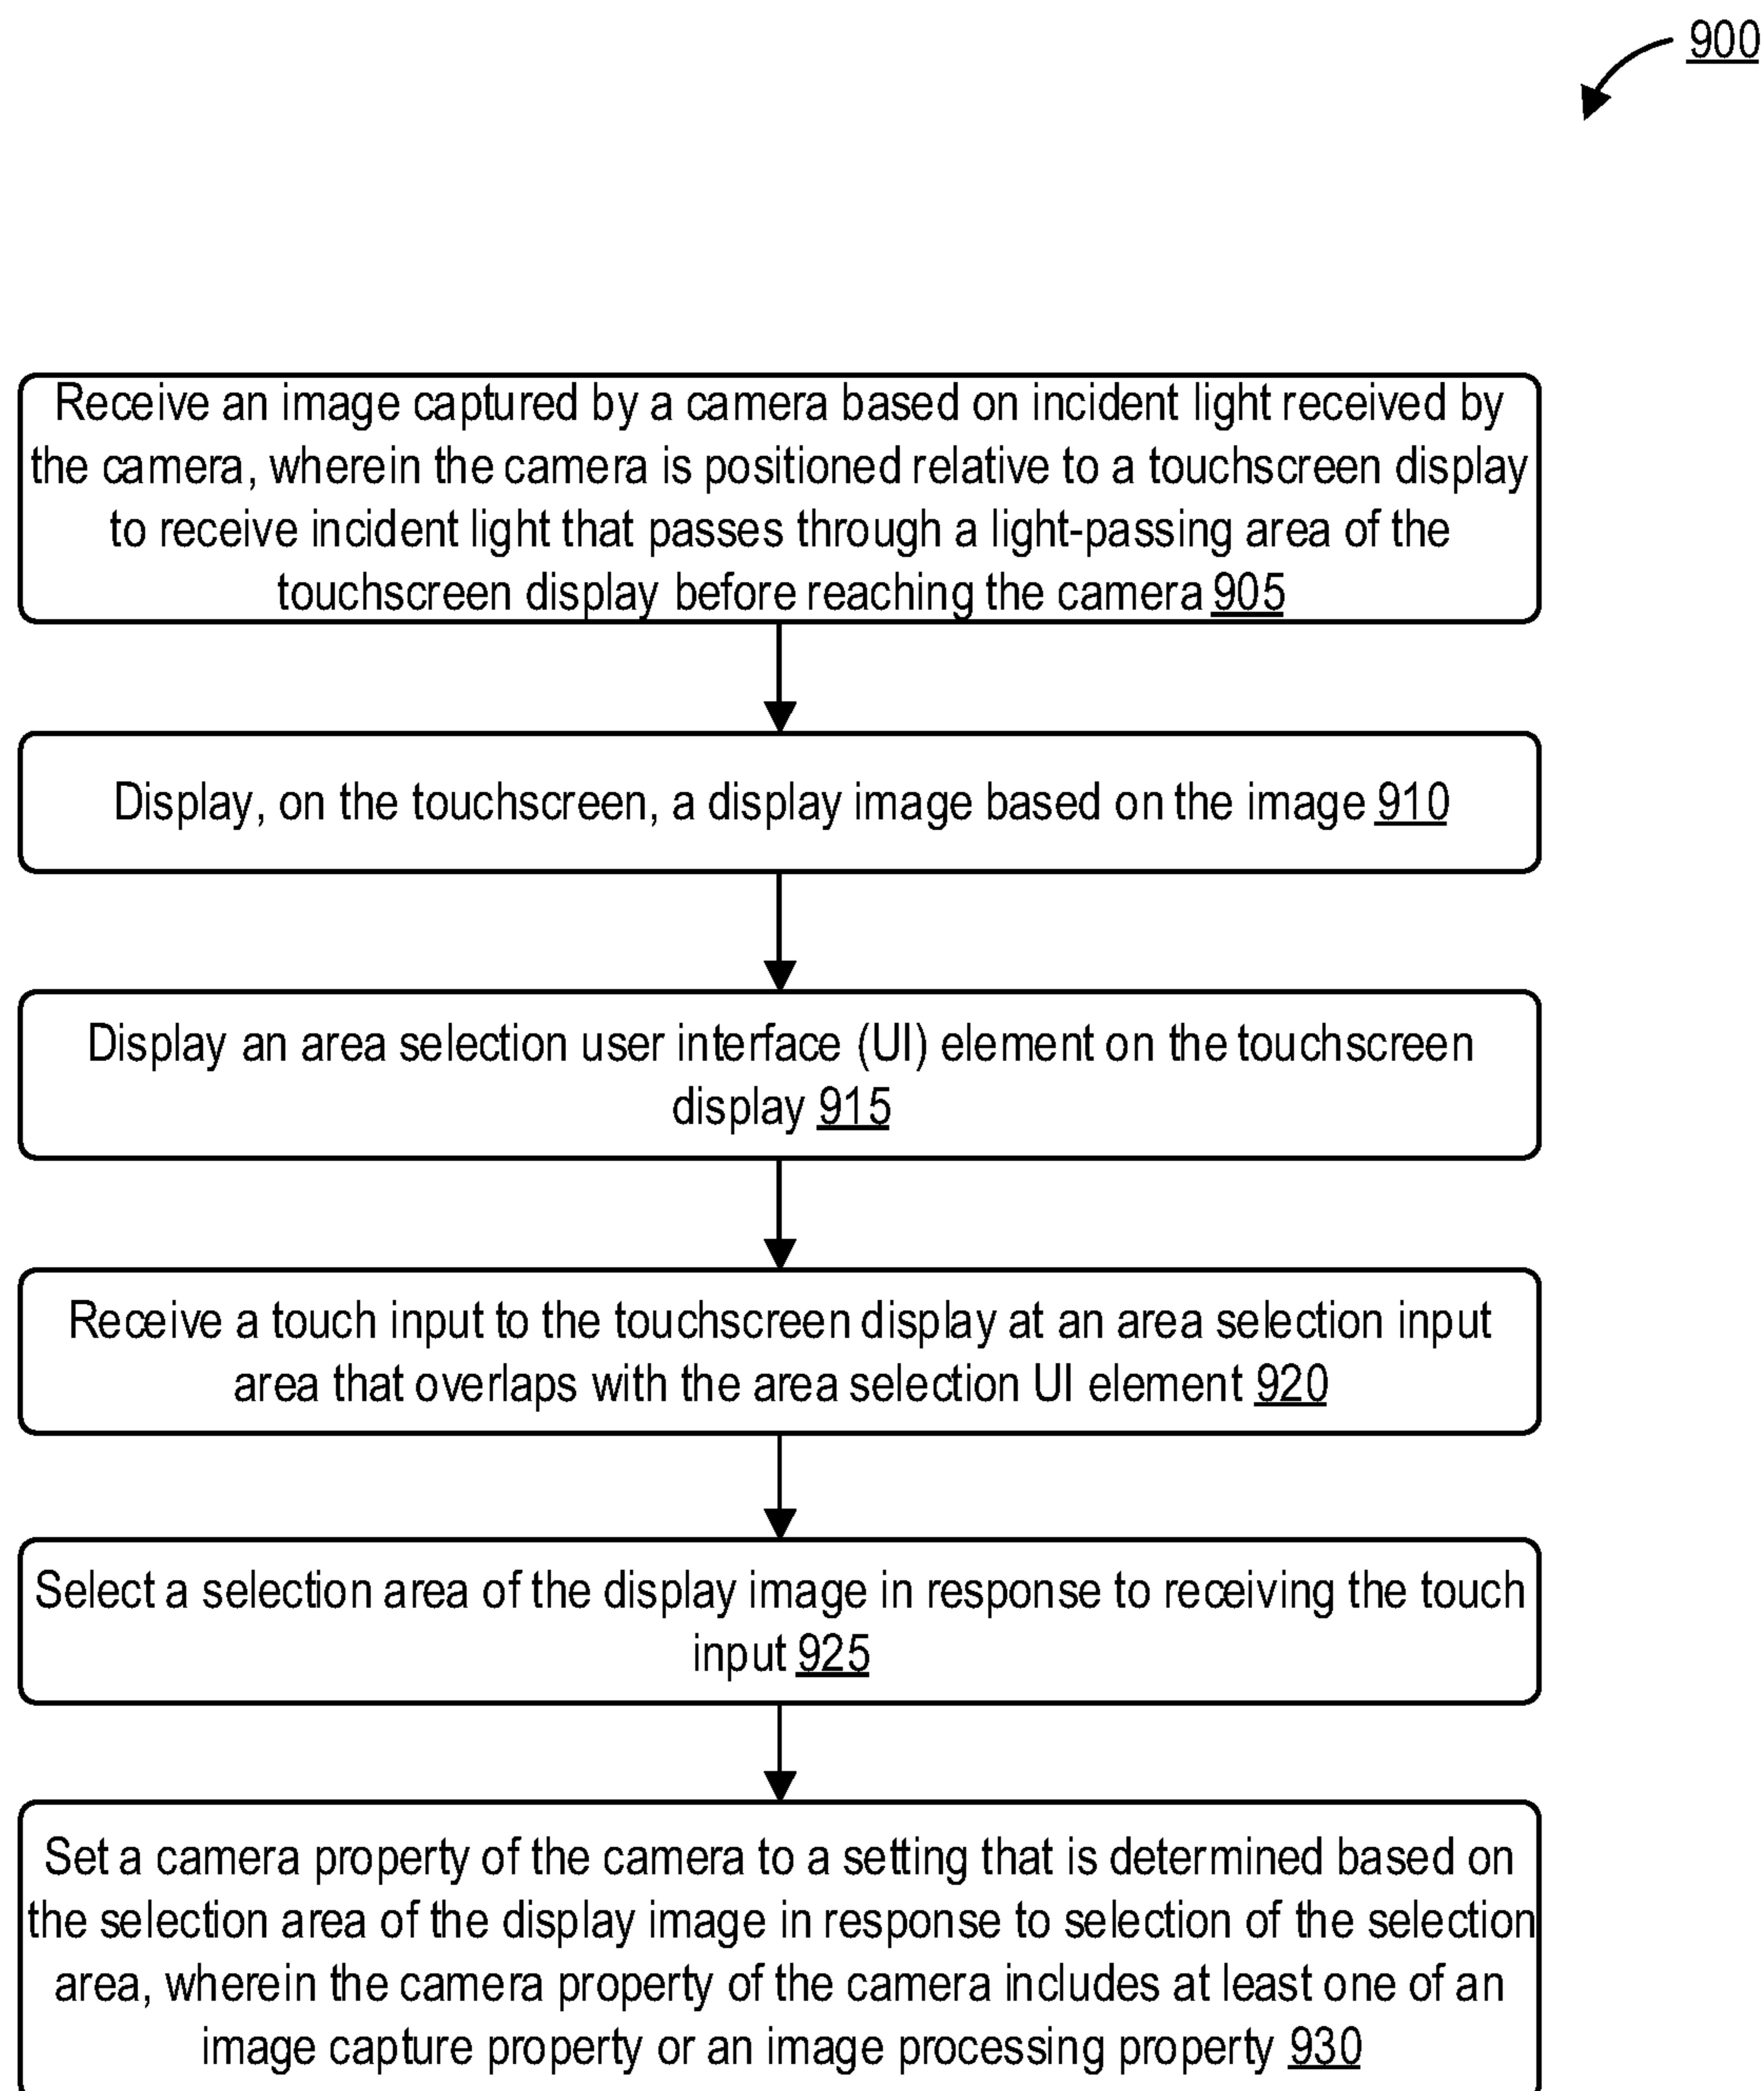 900
Receive an image captured by a camera based on incident light received by
the camera, wherein the camera is positioned relative to a touchscreen display
to receive incident light that passes through a light-passing area of the
touchscreen display before reaching the camera 905
Display, on the touchscreen, a display image based on the image 910
Display an area selection user interface (UI) element on the touchscreen
display 915
Receive a touch input to the touchscreen display at an area selection input
area that overlaps with the area selection UI element 920
Select a selection area of the display image in response to receiving the touch
input 925
Set a camera property of the camera to a setting that is determined based on
the selection area of the display image in response to selection of the selection
area, wherein the camera property of the camera includes at least one of an
image capture property or an image processing property 930